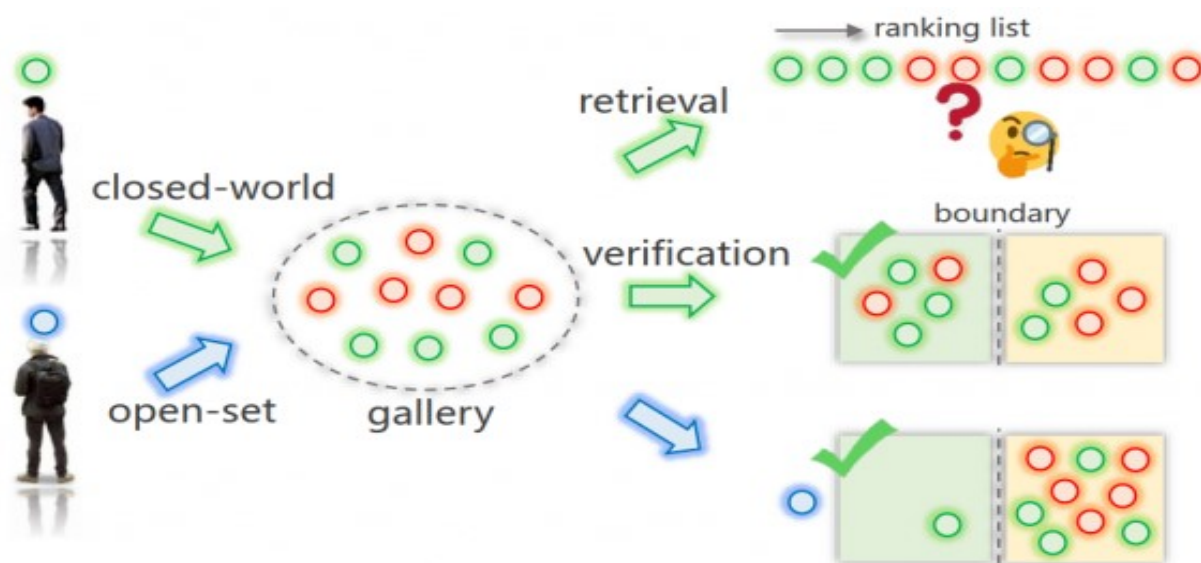 ranking list
retrieval
closed-world
boundary
verification
open-set
gallery
?